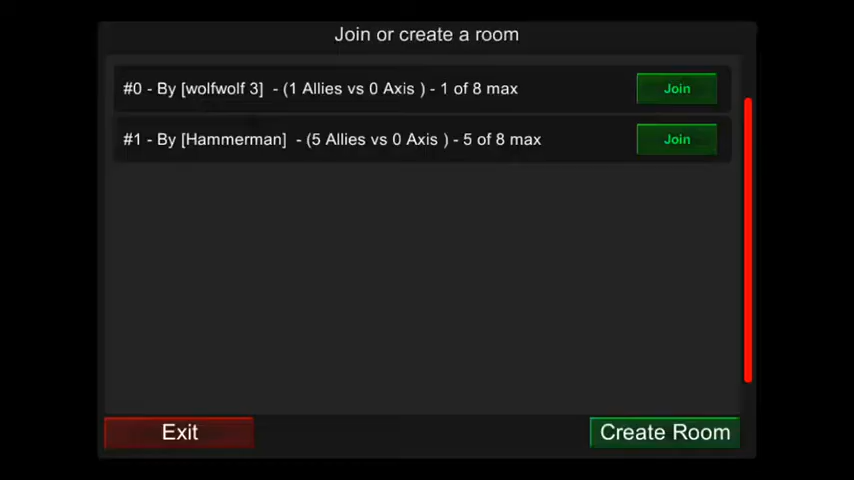 Join or create a room
#0 - By [wolfwolf 3] - (1 Allies vs 0 Axis ) - 1 of 8 max
Join
#1 - By [Hammerman] - (5 Allies vs 0 Axis ) - 5 of 8 max
Join
Exit
Create Room